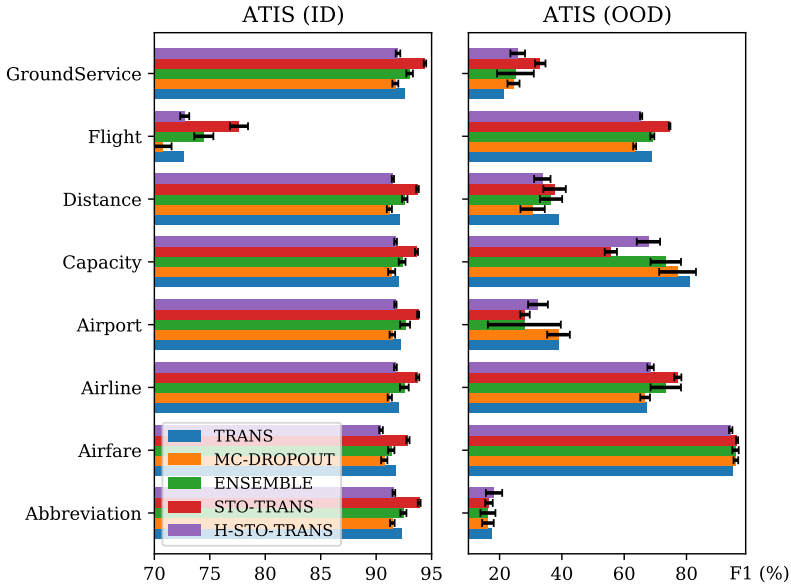 ATIS (ID)
ATIS (OOD)
GroundService
Flight
Distance
Capacity
Airport
Airline
Airfare
Abbreviation
TRANS
MC-DROPOUT
ENSEMBLE
STO-TRANS
H-STO-TRANS
70 75 80 85 90 95
20 40 60 80 F1 (%)